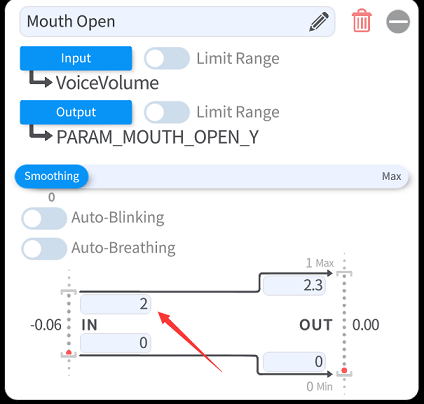 Mouth Open
Input
Limit Range
VoiceVolume
Output
Limit Range
PARAM_MOUTH_OPEN_Y
Smoothing
Max
0
Auto-Blinking
Auto-Breathing
1 Max
2
2.3
-0.06
IN
OUT
0.00
0
0
0 Min